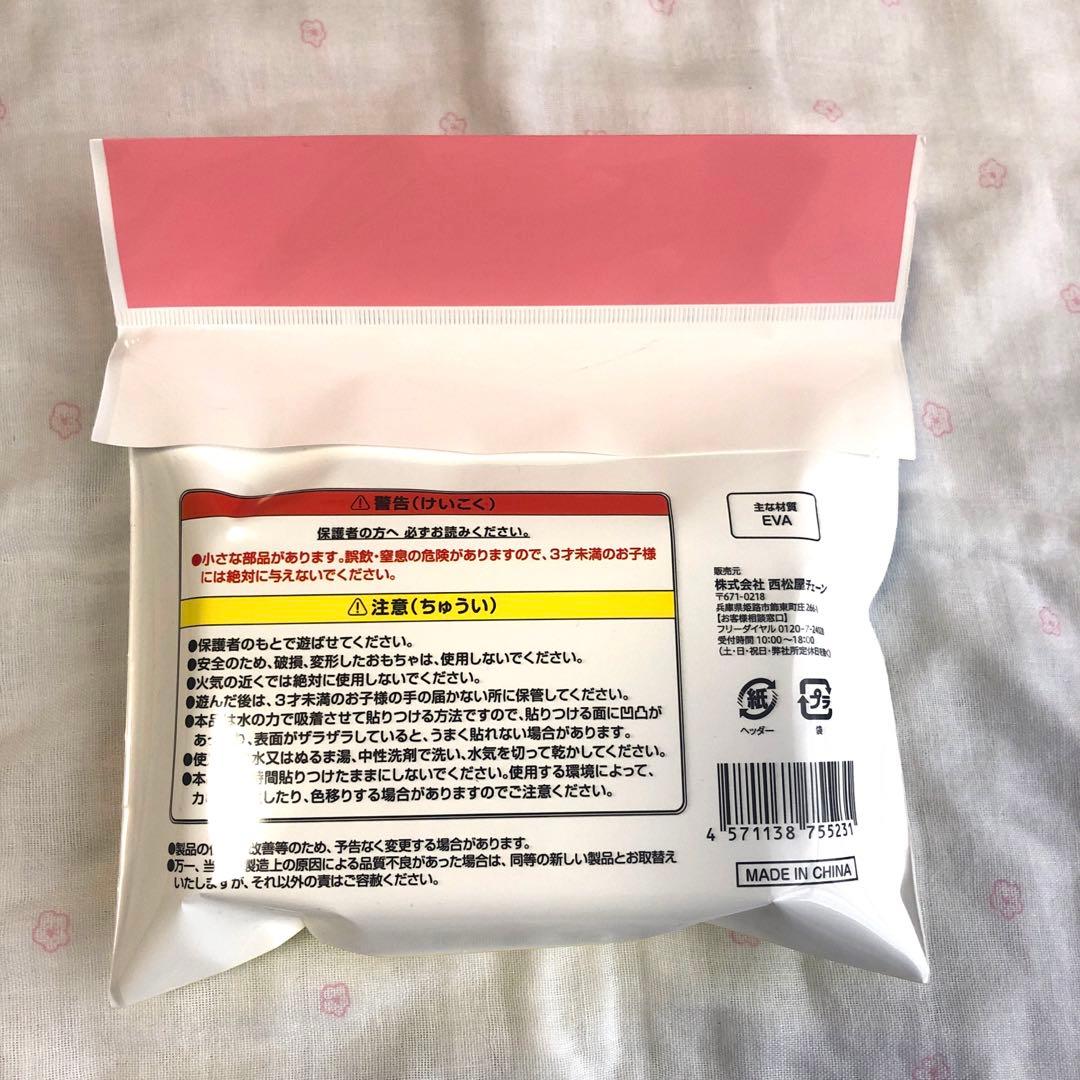 警告(けいこく)
保護者の方へ 必ずお読みください。
●小さな部品があります。誤飲・窒息の危険がありますので、3才未満のお子様
には絶対に与えないでください。
注意(ちゅうい)
●保護者のもとで遊ばせてください。
●安全のため、破損、変形したおもちゃは、使用しないでください。
●火気の近くでは絶対に使用しないでください。
●遊んだ後は、3才未満のお子様の手の届かない所に保管してください。
●本品は水の力で吸着させて貼りつける方法ですので、貼りつける面に凹凸が
あっ り、表面がザラザラしていると、うまく貼れない場合があります。
●使 水又はぬるま湯、中性洗剤で洗い、水気を切って乾かしてください。
●本 時間貼りつけたままにしないでください。使用する環境によって、
カ したり、色移りする場合がありますのでご注意ください。
●製品の 改善等のため、予告なく変更する場合があります。
●万一、当 製造上の原因による品質不良があった場合は、同等の新しい製品とお取替え
いたしますが、それ以外の責はご容赦ください。
主な材質
EVA
販売元
株式会社 西松屋チェーン
〒671-0218
兵庫県姫路市飾東町庄266-1
【お客様相談窓口】
フリーダイヤル 0120-7-24028
受付時間 10:00~18:00
(土・日・祝日・弊社所定休日を除く)
紙 プラ
ヘッダー 袋
4 571138 755231
MADE IN CHINA